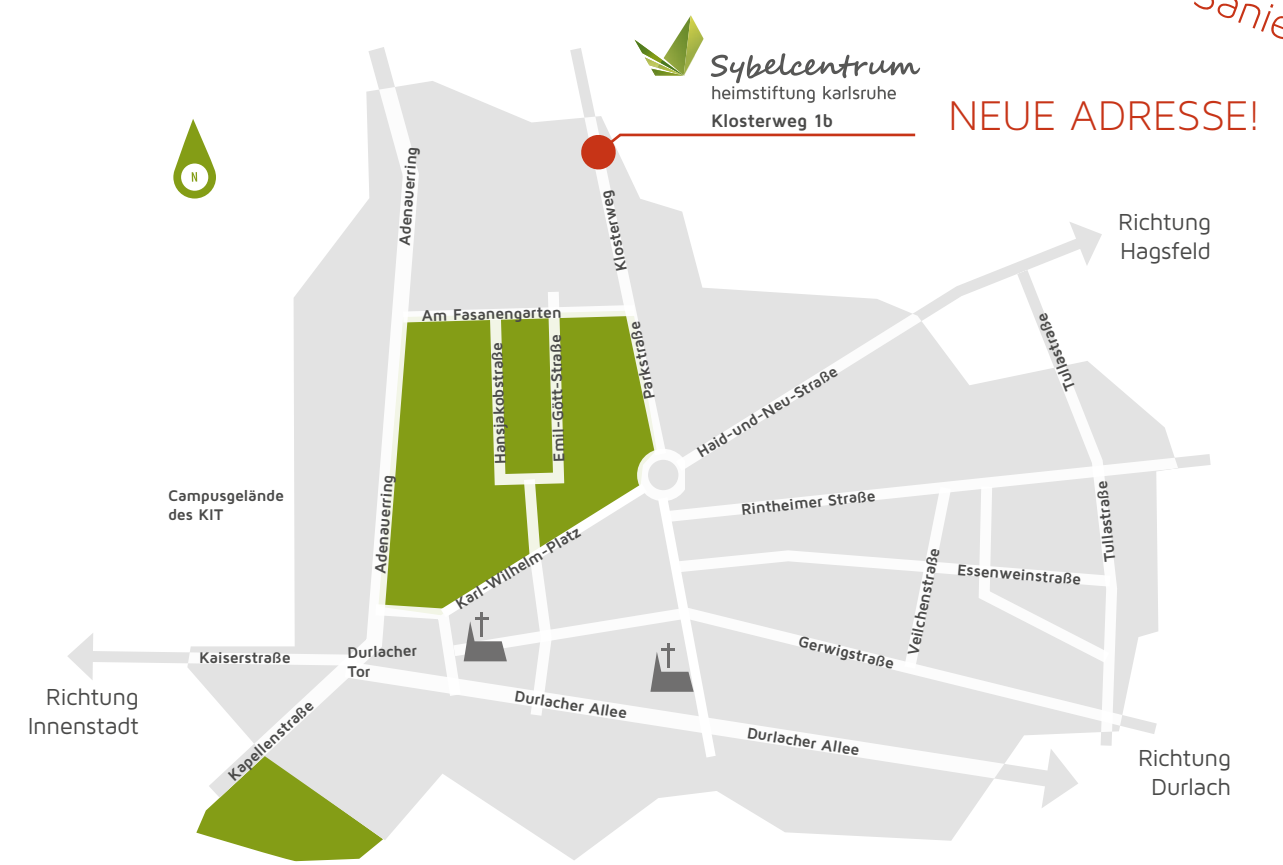 Sybelcentrum
heimstiftung karlsruhe
Klosterweg 1b
NEUE ADRESSE!
N
Adenauerring
Klosterweg
Richtung
Hagsfeld
Am Fasanengarten
Hansjakobstraße
Emil-Gött-Straße
Parkstraße
Tullastraße
Haid-und-Neu-Straße
Campusgelände
des KIT
Adenauerring
Rintheimer Straße
Tullastraße
Karl-Wilhelm-Platz
Essenweinstraße
Veilchenstraße
Kaiserstraße
Durlacher
Tor
Gerwigstraße
Richtung
Innenstadt
Kapellenstraße
Durlacher Allee
Durlacher Allee
Richtung
Durlach